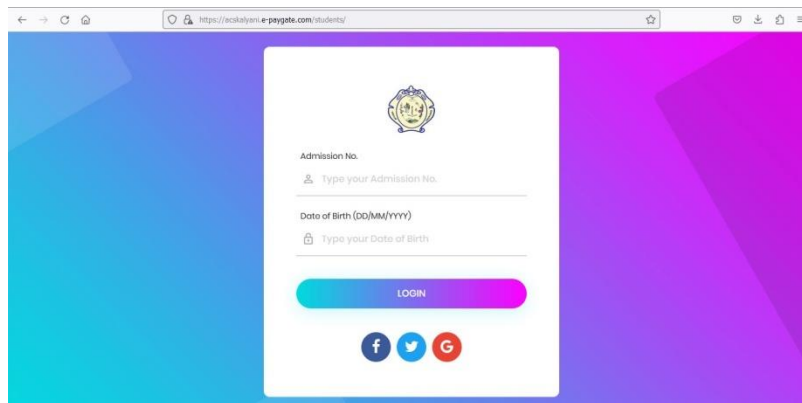 https://acskalyani.e-paygate.com/students/
Admission No.
Type your Admission No.
Date of Birth (DD/MM/YYYY)
Type your Date of Birth
LOGIN
f
G